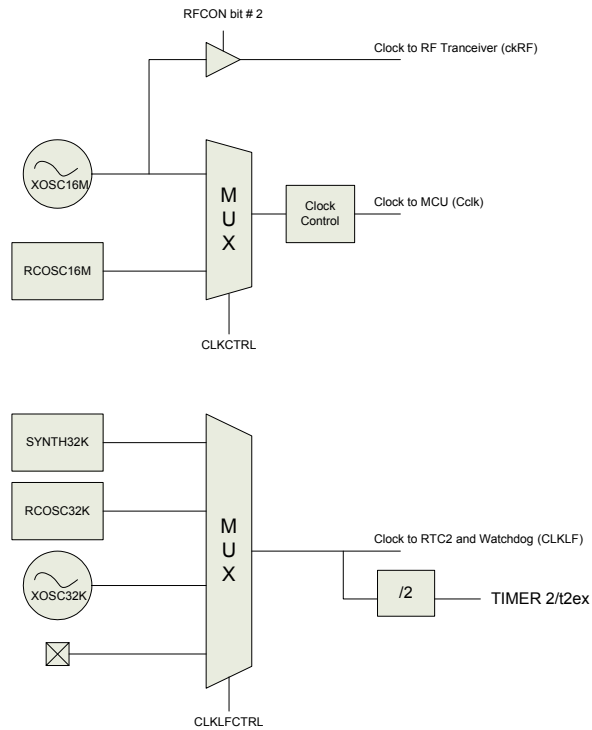 RFCON bit # 2
Clock to RF Tranceiver (ckRF)
XOSC16M
M
U
X
Clock
Control
Clock to MCU (Cclk)
RCOSC16M
CLKCTRL
SYNTH32K
RCOSC32K
M
U
X
Clock to RTC2 and Watchdog (CLKLF)
XOSC32K
/2
TIMER 2/t2ex
CLKLFCTRL